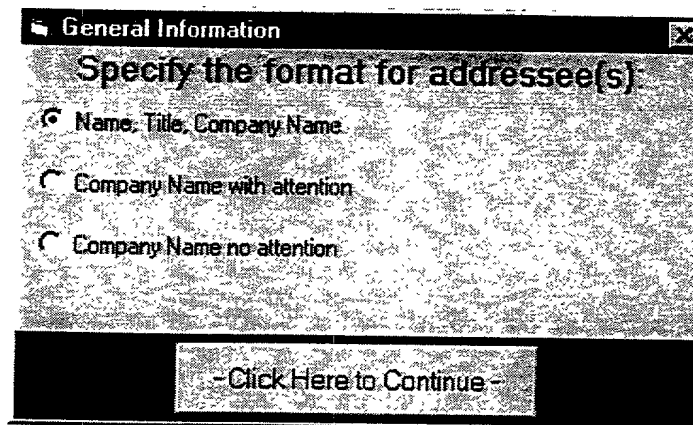 General Information
Specify the format for addressee(s):
Name, Title, Company Name
Company Name with attention
Company Name no attention
-Click Here to Continue-